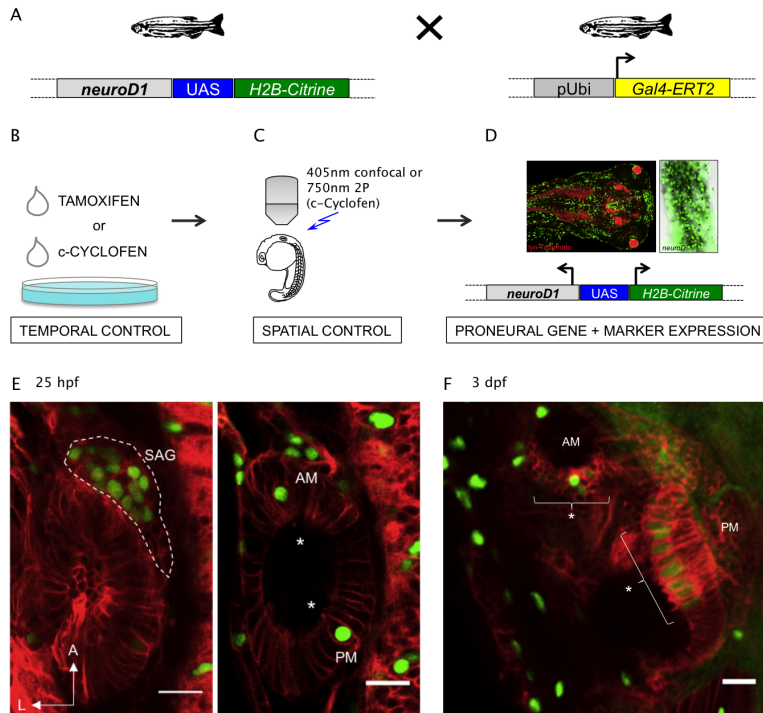 A
neuroD1 UAS H2B-Citrine
pUbi Gal4-ERT2
B
C
D
TAMOXIFEN
or
c-CYCLOFEN
405nm confocal or
750nm 2P
(c-Cyclofen)
neuroD1 UAS H2B-Citrine
TEMPORAL CONTROL
SPATIAL CONTROL
PRONEURAL GENE + MARKER EXPRESSION
E 25 hpf
F 3 dpf
SAG
A
L
AM
*
*
PM
AM
*
PM
*